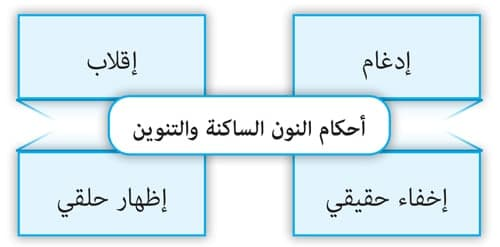 إدغام
إقلاب
أحكام النون الساكنة والتنوين
إخفاء حقيقي
إظهار حلقي